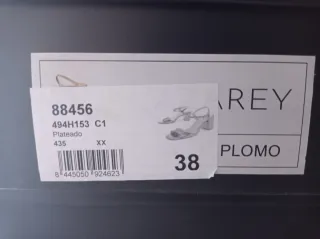 88456
494H153 C1
Plateado
435 XX
8 445050 924623
38
AREY
PLOMO